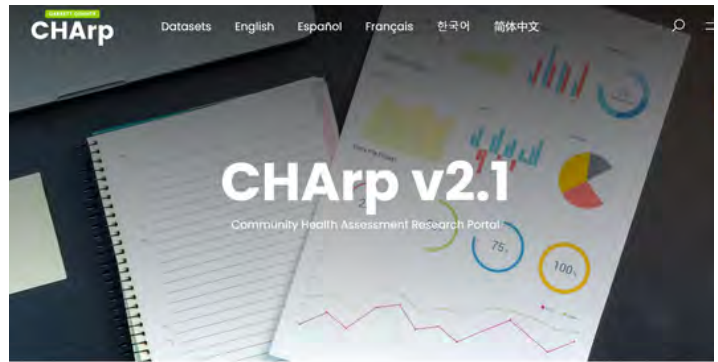 CHArp
Datasets English Español Français 한국어 简体中文
CHArp v2.1
Community Health Assessment Research Portal
75%
100%